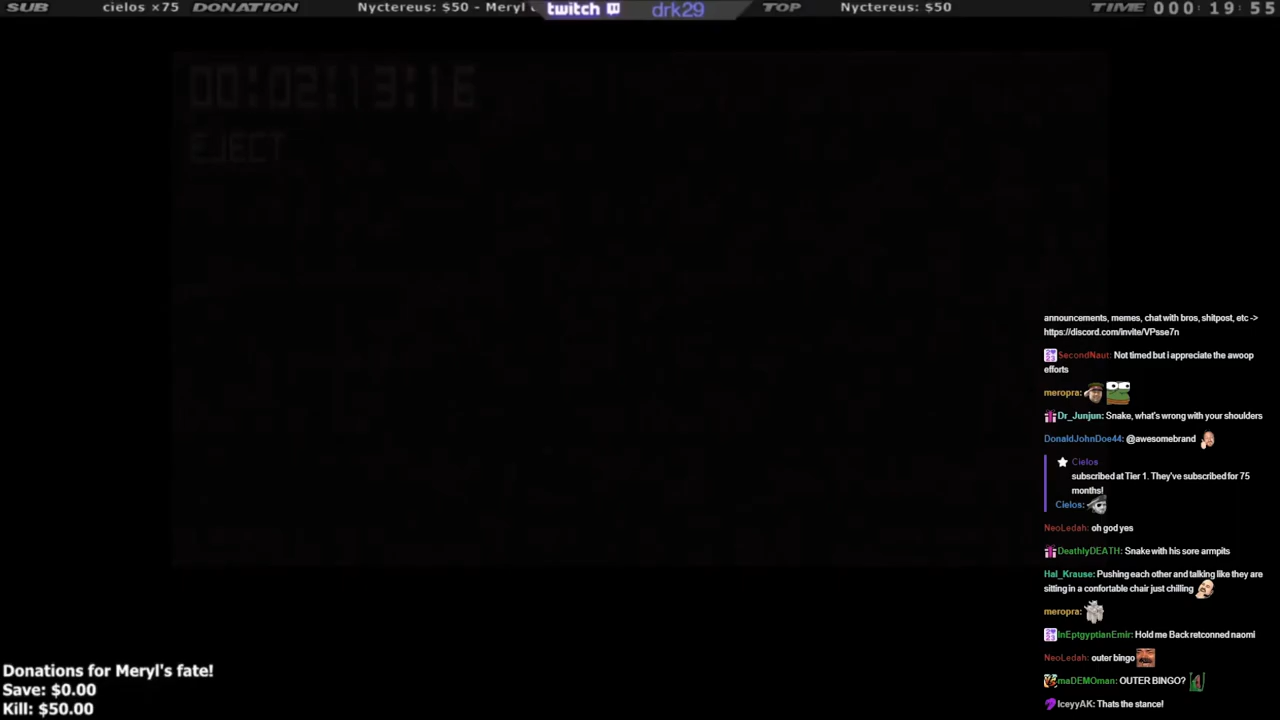 SUB cielos ×75 DONATION Nyctereus: $50 - Meryl twitch drk29 TOP Nyctereus: $50 TIME 000:19:55
00:02:13:16
EJECT
announcements, memes, chat with bros, shitpost, etc ->
https://discord.com/invite/VPsse7n
SecondNaut: Not timed but i appreciate the awoop
efforts
meropra:
Dr_Junjun: Snake, what's wrong with your shoulders
DonaldJohnDoe44: @awesomebrand
Cielos
subscribed at Tier 1. They've subscribed for 75
months!
Cielos:
NeoLedah: oh god yes
DeathlyDEATH: Snake with his sore armpits
Hal_Krause: Pushing each other and talking like they are
sitting in a confortable chair just chilling
meropra:
InEptgyptianEmir: Hold me Back retconned naomi
NeoLedah: outer bingo
maDEMOman: OUTER BINGO?
IceyyAK: Thats the stance!
Donations for Meryl's fate!
Save: $0.00
Kill: $50.00